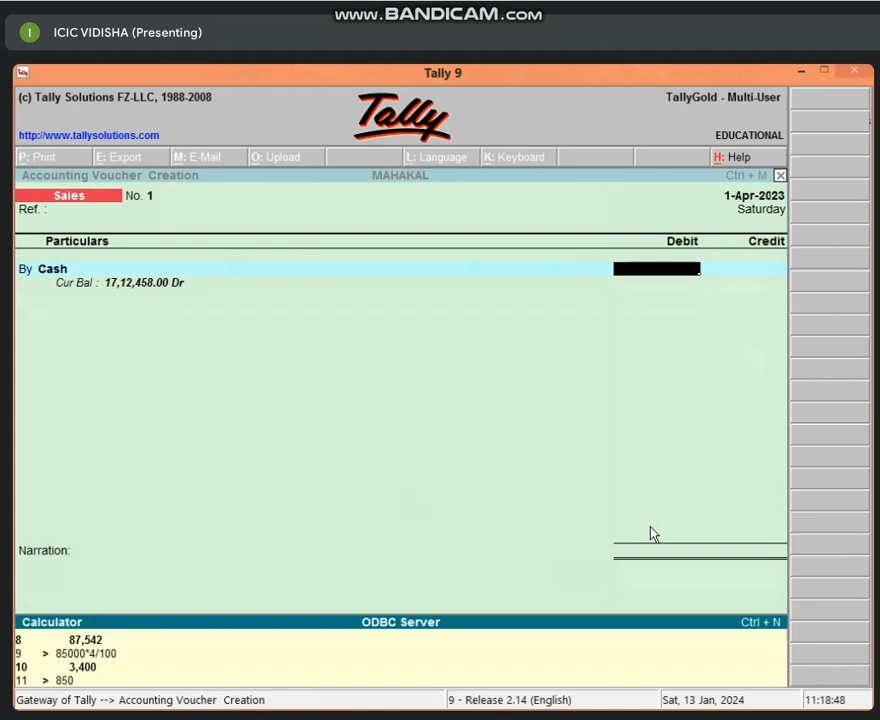 www.BANDICAM.com
I ICIC VIDISHA (Presenting)
Tally Tally 9
(c) Tally Solutions FZ-LLC, 1988-2008 Tally TallyGold - Multi-User
http://www.tallysolutions.com EDUCATIONAL
P: Print E: Export M: E-Mail O: Upload L: Language K: Keyboard H: Help
Accounting Voucher Creation MAHAKAL Ctrl + M
Sales No. 1 1-Apr-2023
Ref. : Saturday
Particulars Debit Credit
By Cash
Cur Bal : 17,12,458.00 Dr
Narration:
Calculator ODBC Server Ctrl + N
8 87,542
9 > 85000*4/100
10 3,400
11 > 850
Gateway of Tally --> Accounting Voucher Creation 9 - Release 2.14 (English) Sat, 13 Jan, 2024 11:18:48